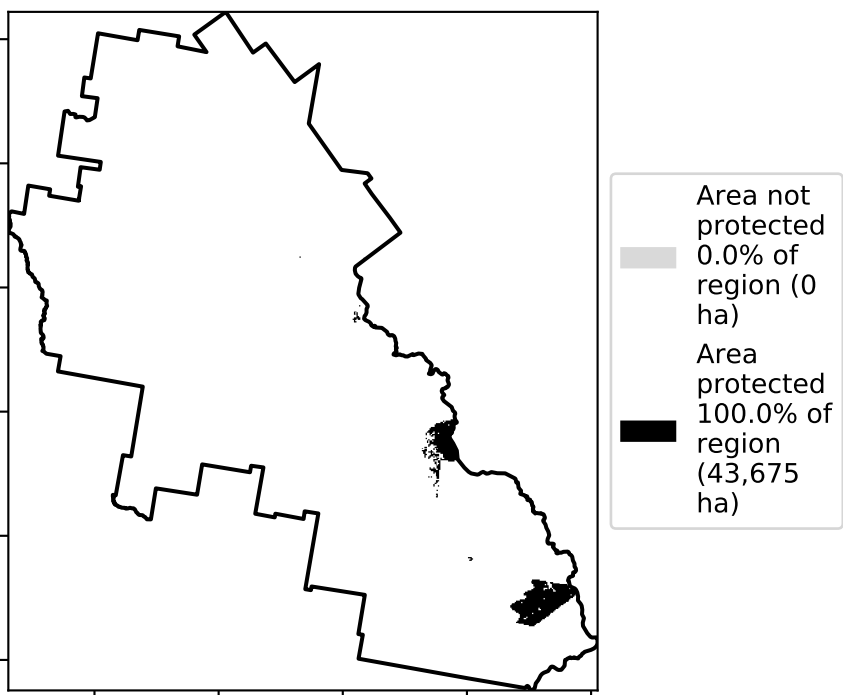 Area not
protected
0.0% of
region (0
ha)
Area
protected
100.0% of
region
(43,675
ha)